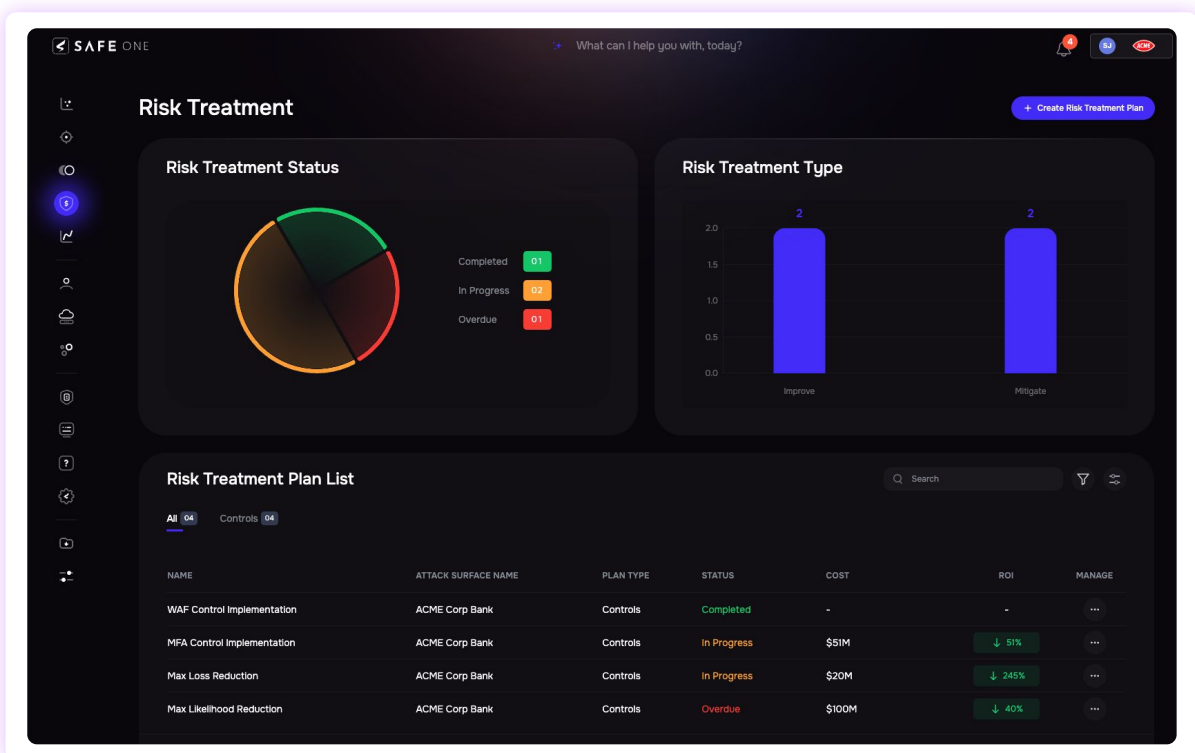 SAFE ONE
What can I help you with, today?
4
SJ
ACME
Risk Treatment
+ Create Risk Treatment Plan
Risk Treatment Status
Completed 01
In Progress 02
Overdue 01
Risk Treatment Type
2 2
2.0
1.5
1.0
0.5
0.0
Improve Mitigate
Risk Treatment Plan List
Search
All 04 Controls 04
NAME ATTACK SURFACE NAME PLAN TYPE STATUS COST ROI MANAGE
WAF Control Implementation ACME Corp Bank Controls Completed - - ...
MFA Control Implementation ACME Corp Bank Controls In Progress $51M ↓ 51% ...
Max Loss Reduction ACME Corp Bank Controls In Progress $20M ↓ 245% ...
Max Likelihood Reduction ACME Corp Bank Controls Overdue $100M ↓ 40% ...